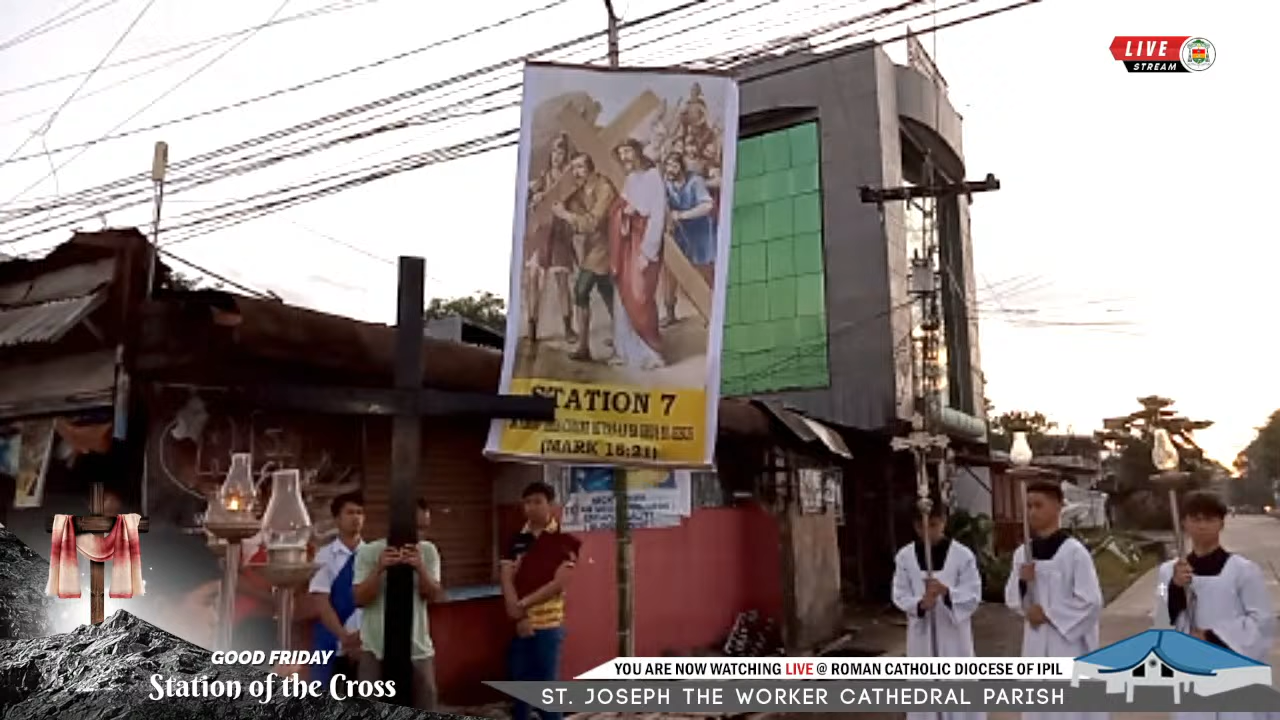 LIVE
STREAM
STATION 7
(MARK 15:21)
GOOD FRIDAY
Station of the Cross
YOU ARE NOW WATCHING LIVE @ ROMAN CATHOLIC DIOCESE OF IPIL
ST. JOSEPH THE WORKER CATHEDRAL PARISH